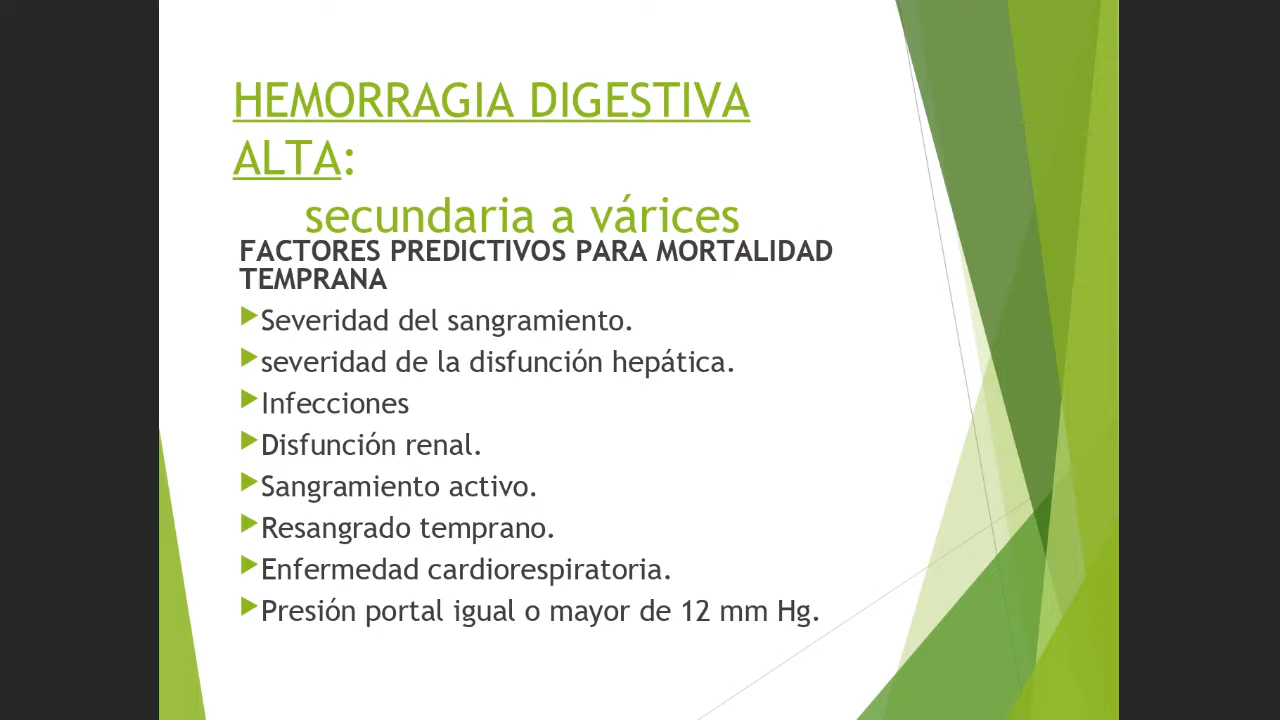 HEMORRAGIA DIGESTIVA
ALTA:
secundaria a várices
FACTORES PREDICTIVOS PARA MORTALIDAD
TEMPRANA
Severidad del sangramiento.
severidad de la disfunción hepática.
Infecciones
Disfunción renal.
Sangramiento activo.
Resangrado temprano.
Enfermedad cardiorespiratoria.
Presión portal igual o mayor de 12 mm Hg.